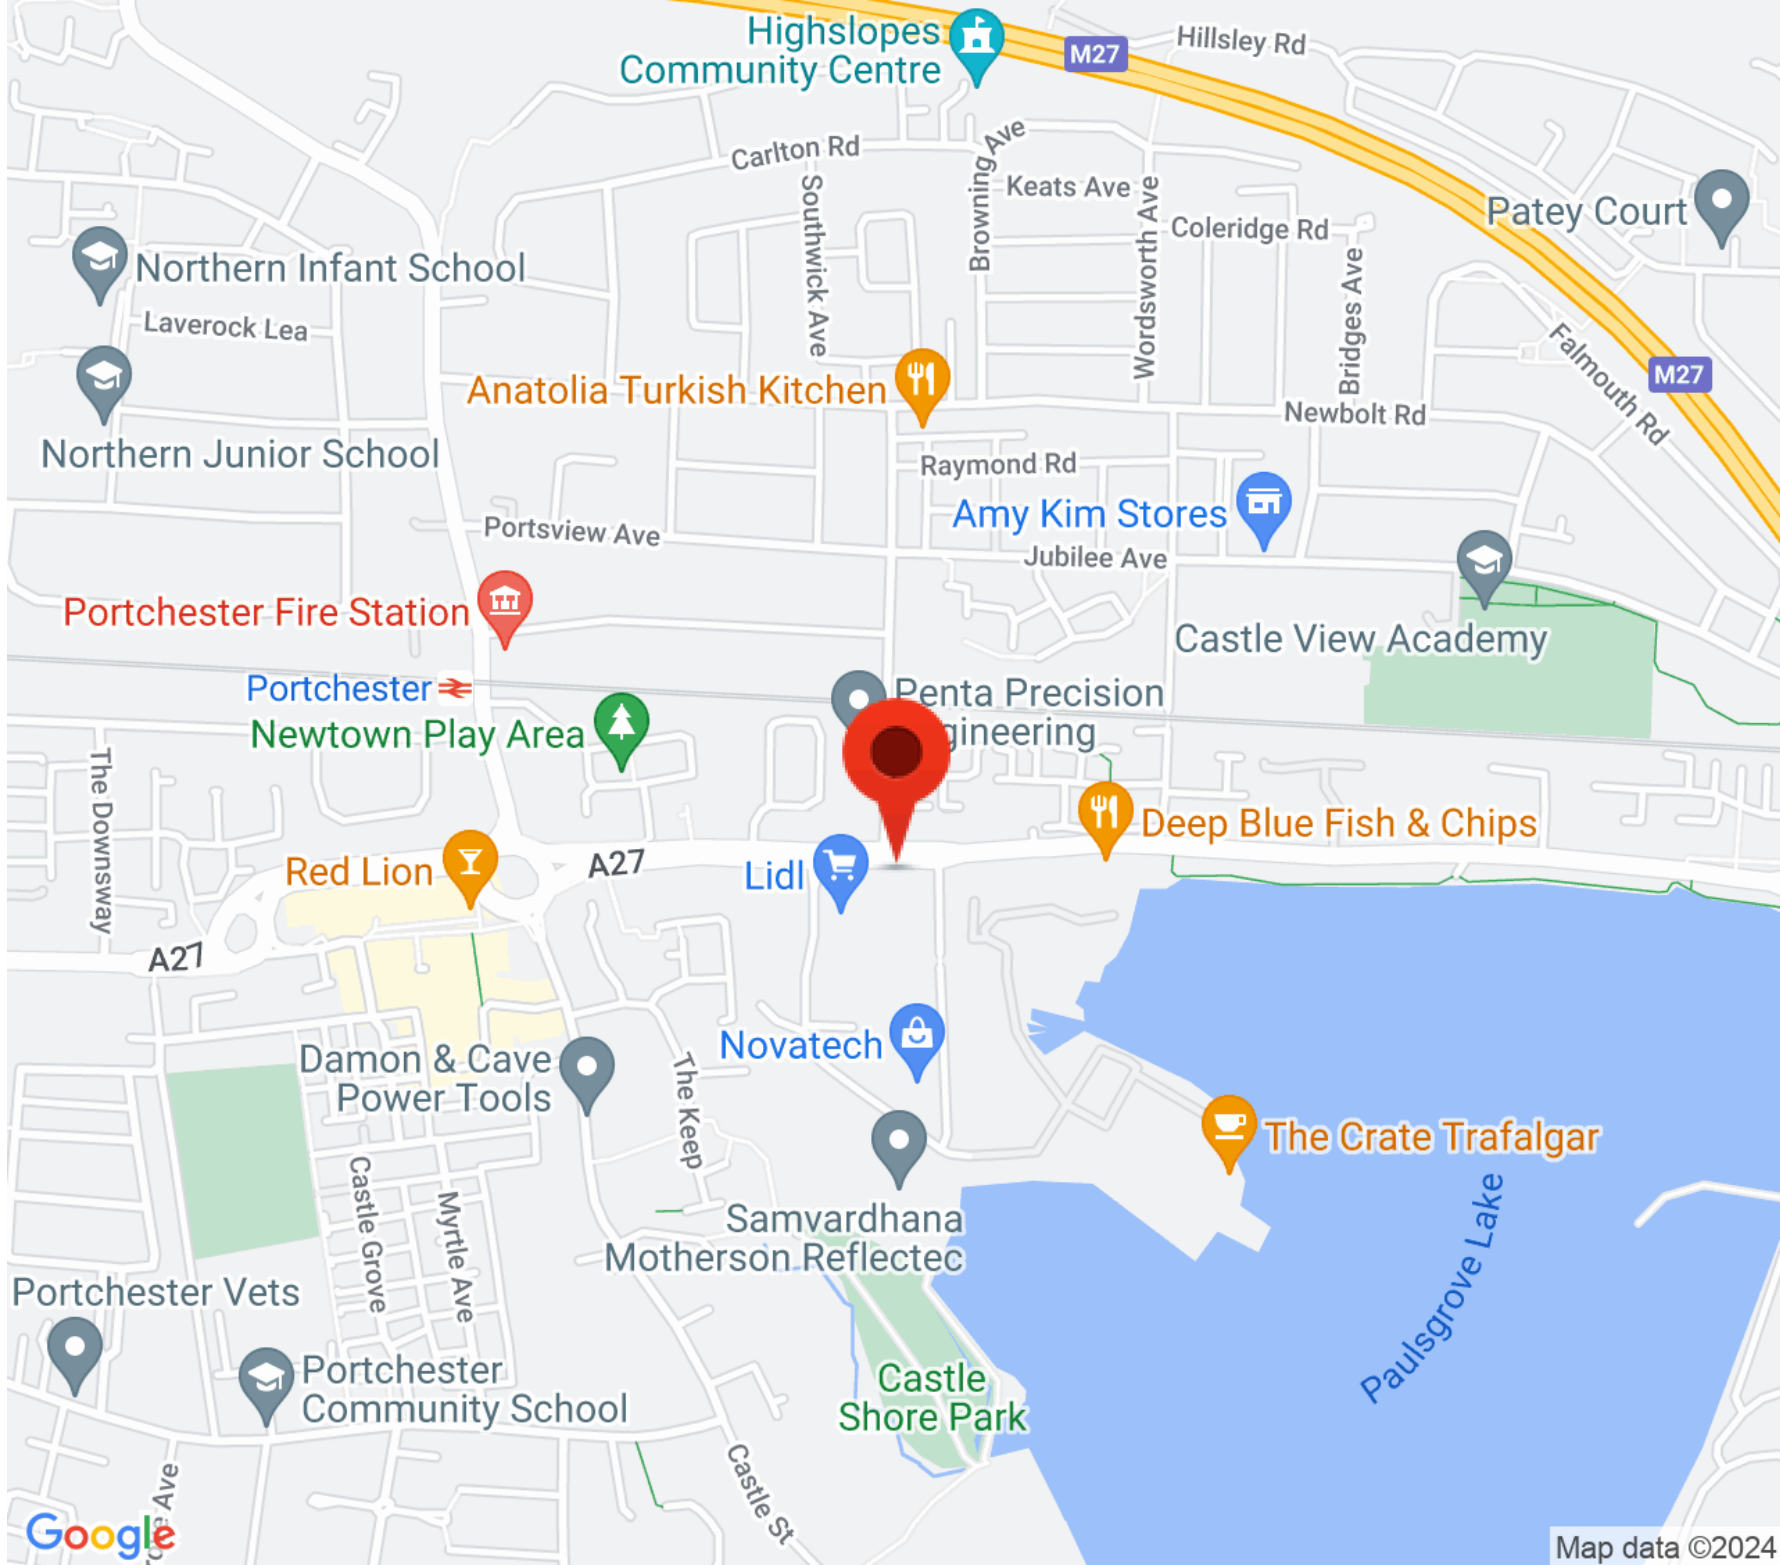 Highslopes
Community Centre
M27
Hillsley Rd
Carlton Rd
Browning Ave
Keats Ave
Southwick Ave
Wordsworth Ave
Coleridge Rd
Patey Court
Northern Infant School
Laverock Lea
Bridges Ave
Falmouth Rd
M27
Anatolia Turkish Kitchen
Newbolt Rd
Northern Junior School
Raymond Rd
Amy Kim Stores
Portsview Ave
Jubilee Ave
Portchester Fire Station
Castle View Academy
Portchester
Penta Precision
gineering
Newtown Play Area
The Downsway
Deep Blue Fish & Chips
Red Lion
A27
Lidl
A27
Novatech
Damon & Cave
Power Tools
The Keep
The Crate Trafalgar
Castle Grove
Myrtle Ave
Samvardhana
Motherson Reflectec
Paulsgrove Lake
Portchester Vets
Portchester
Community School
Castle
Shore Park
Castle St
Ave
Google
Map data ©2024